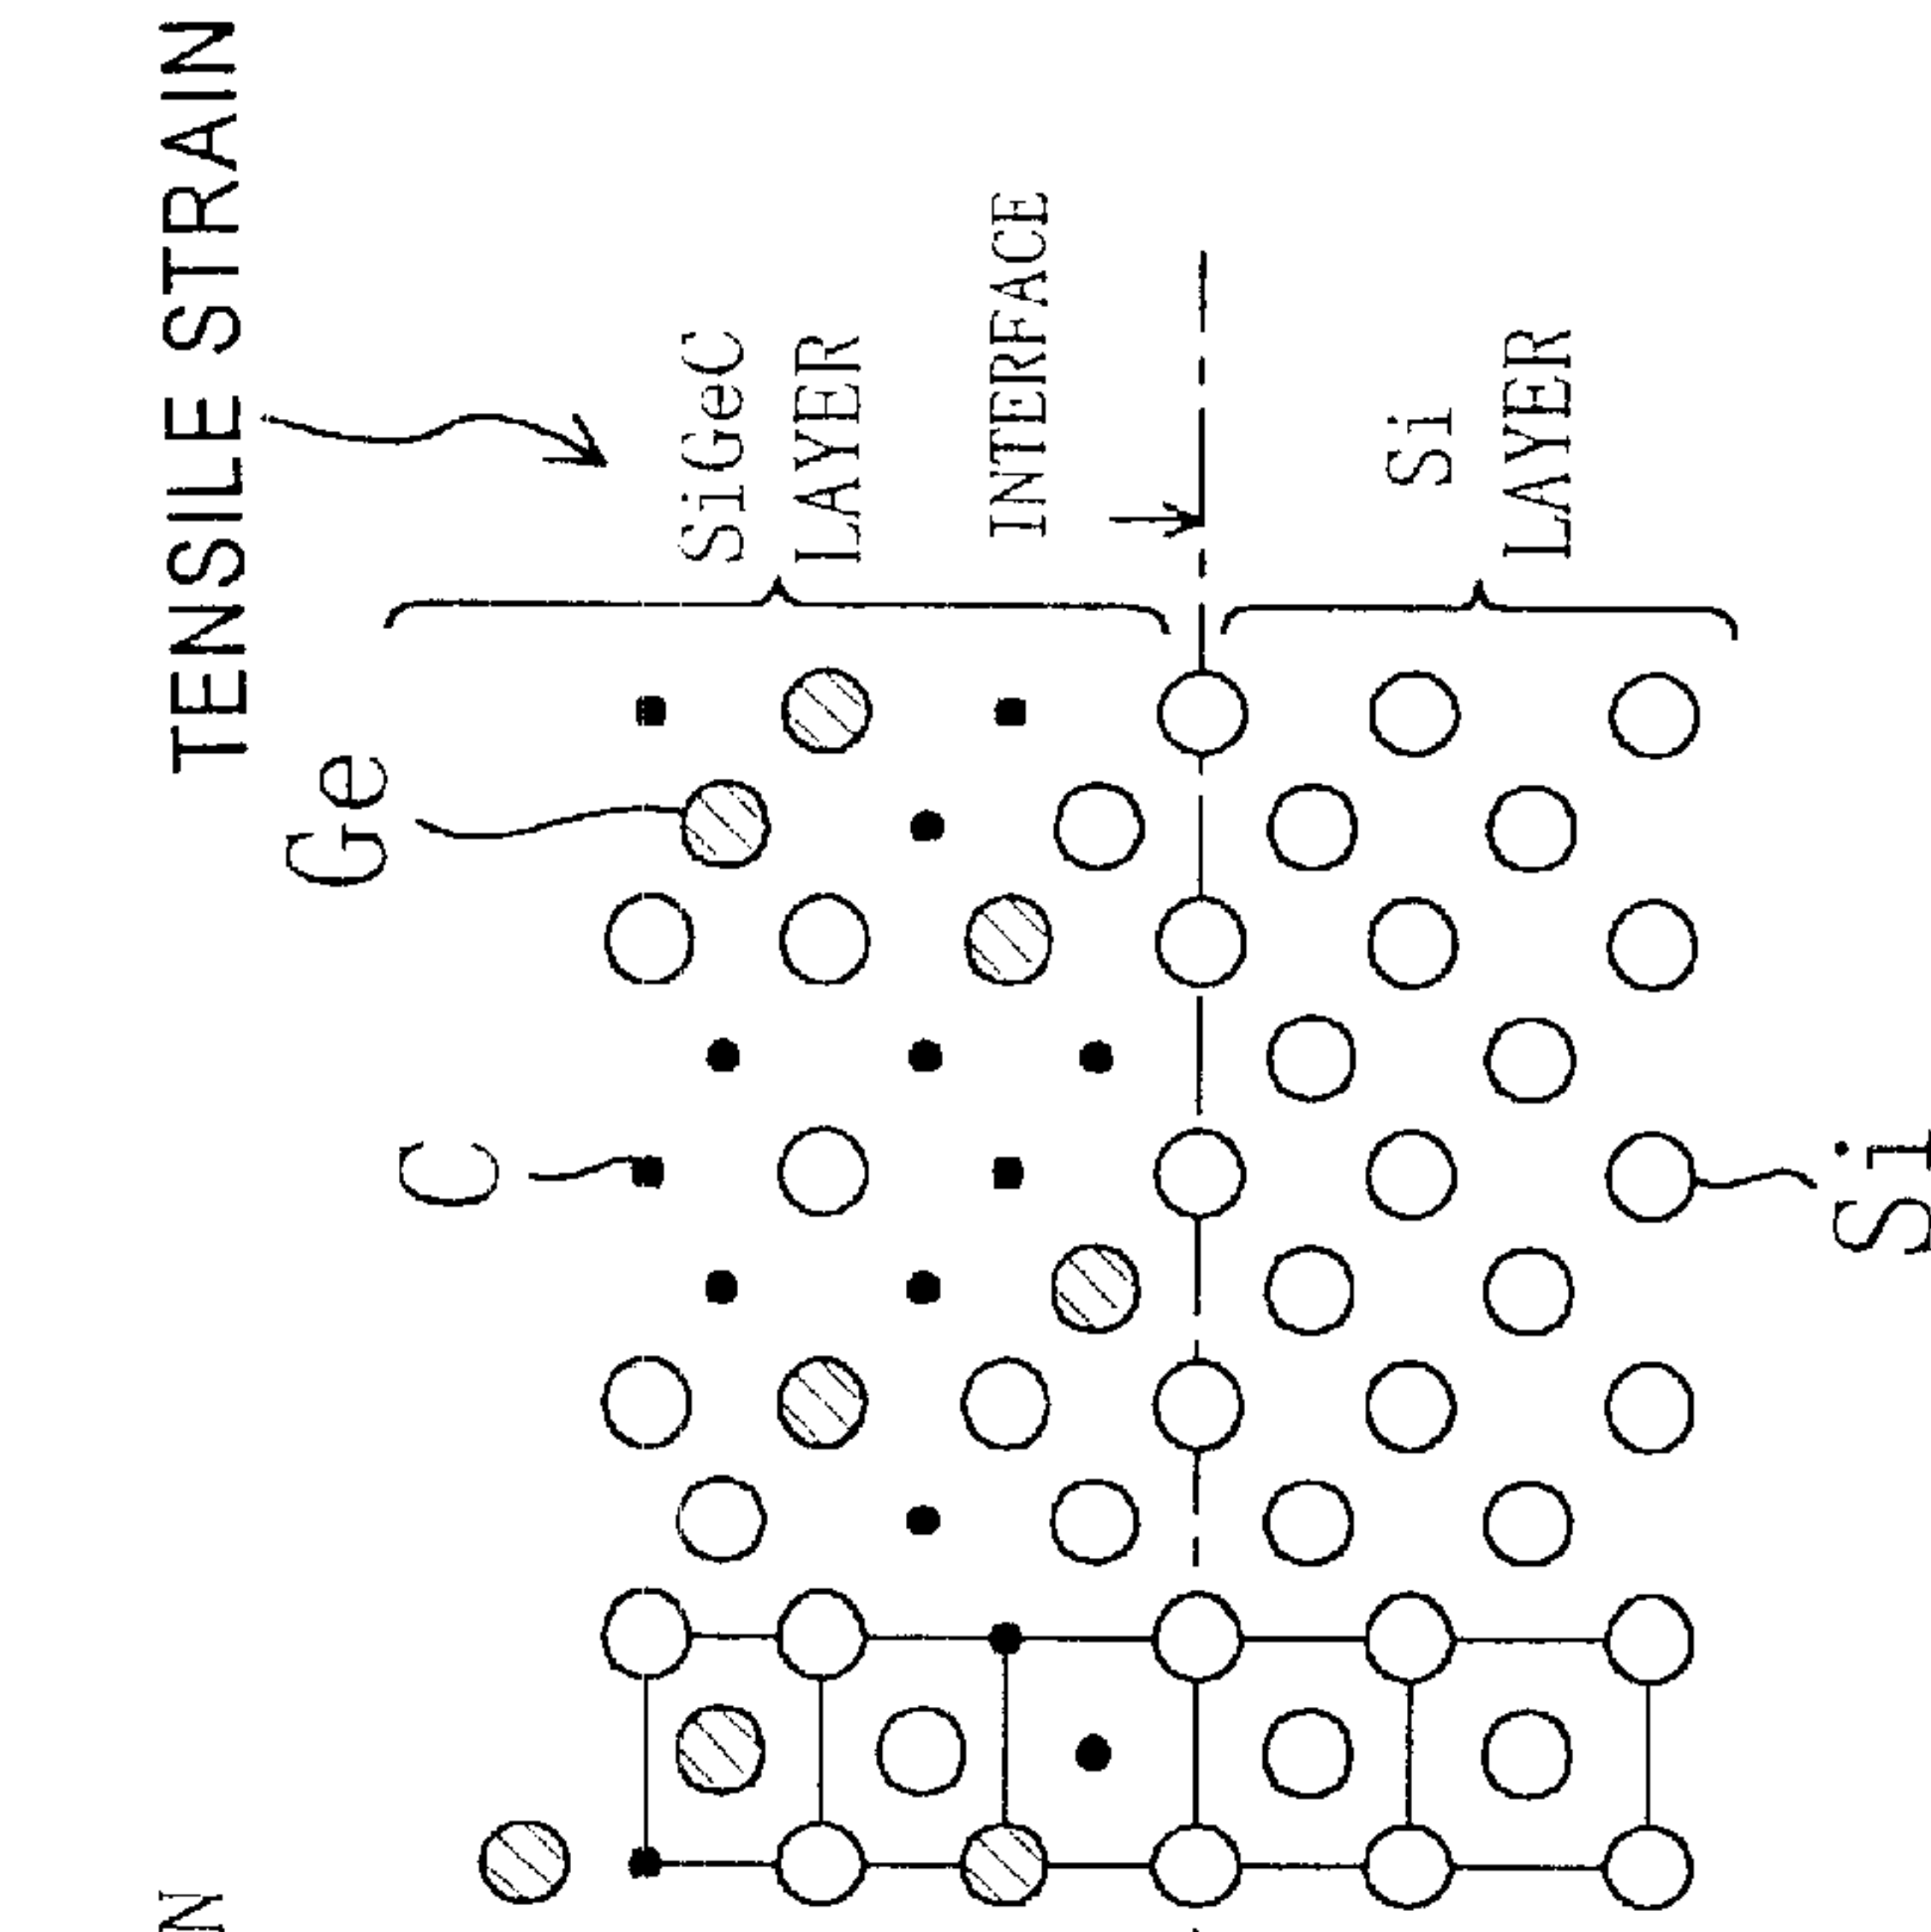 TENSILE STRAIN
Ge
C
SiGeC
LAYER
INTERFACE
Si
LAYER
Si
N